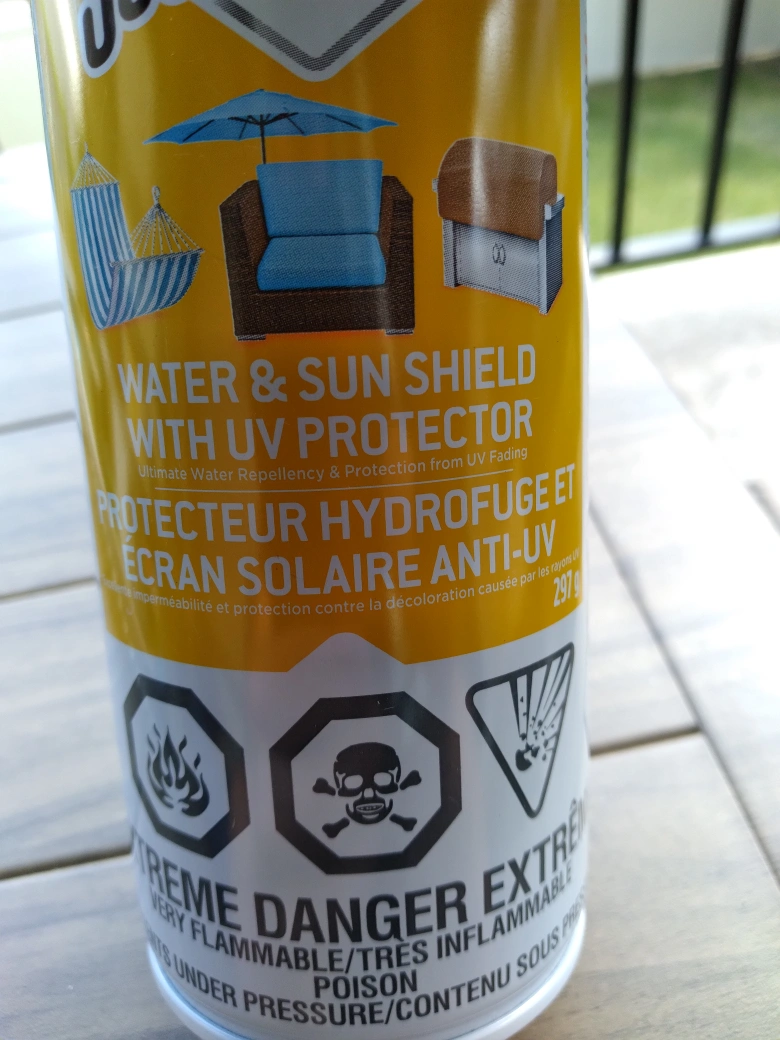 WATER & SUN SHIELD
WITH UV PROTECTOR
Ultimate Water Repellency & Protection from UV Fading
PROTECTEUR HYDROFUGE ET
ÉCRAN SOLAIRE ANTI-UV
imperméabilité et protection contre la décoloration causée par les rayons UV
297 g
DANGER
VERY FLAMMABLE/TRÈS INFLAMMABLE
POISON
UNDER PRESSURE/CONTENU SOUS